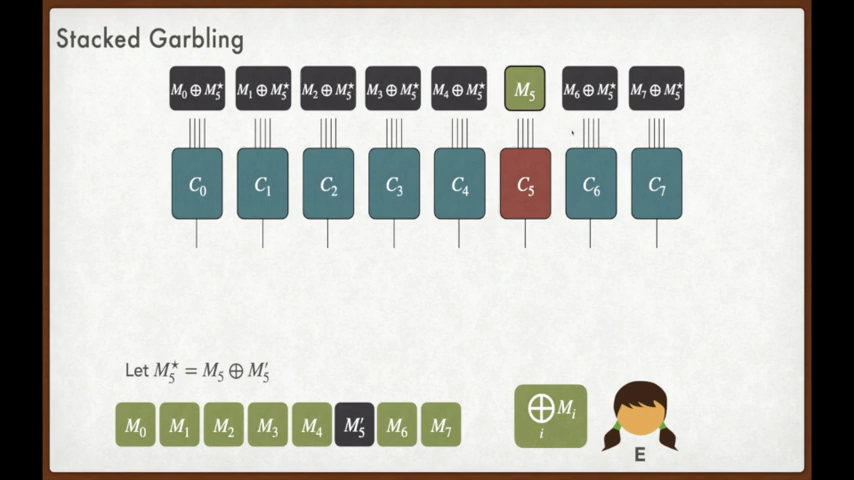 Stacked Garbling
M₀ ⊕ M₅★ M₁ ⊕ M₅★ M₂ ⊕ M₅★ M₃ ⊕ M₅★ M₄ ⊕ M₅★ M₅ M₆ ⊕ M₅★ M₇ ⊕ M₅★
C₀ C₁ C₂ C₃ C₄ C₅ C₆ C₇
Let M₅★ = M₅ ⊕ M₅′
M₀ M₁ M₂ M₃ M₄ M₅′ M₆ M₇
⊕ᵢ Mᵢ
E